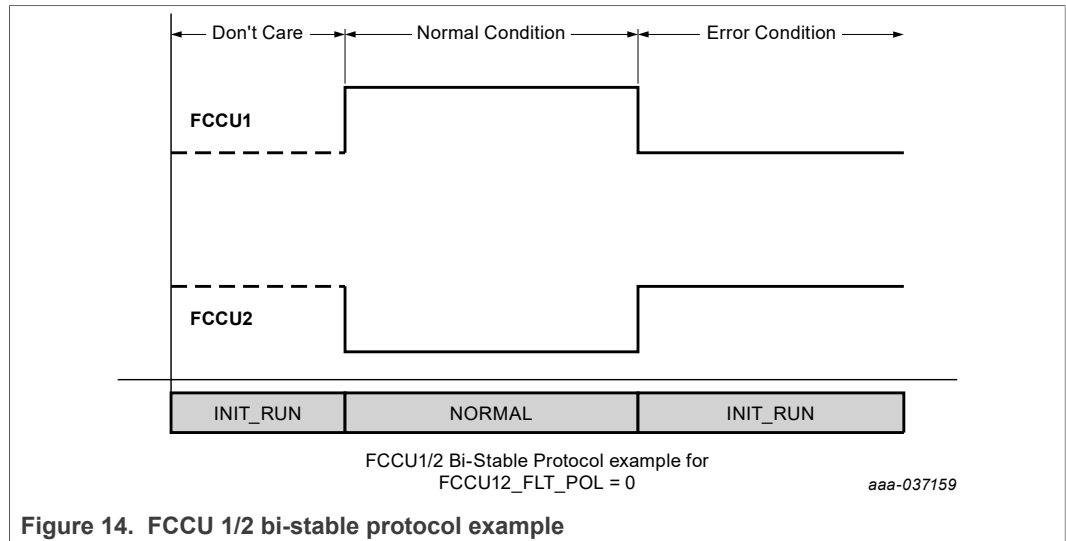 Don't Care Normal Condition Error Condition
FCCU1
FCCU2
INIT_RUN NORMAL INIT_RUN
FCCU1/2 Bi-Stable Protocol example for
FCCU12_FLT_POL = 0
aaa-037159
Figure 14. FCCU 1/2 bi-stable protocol example